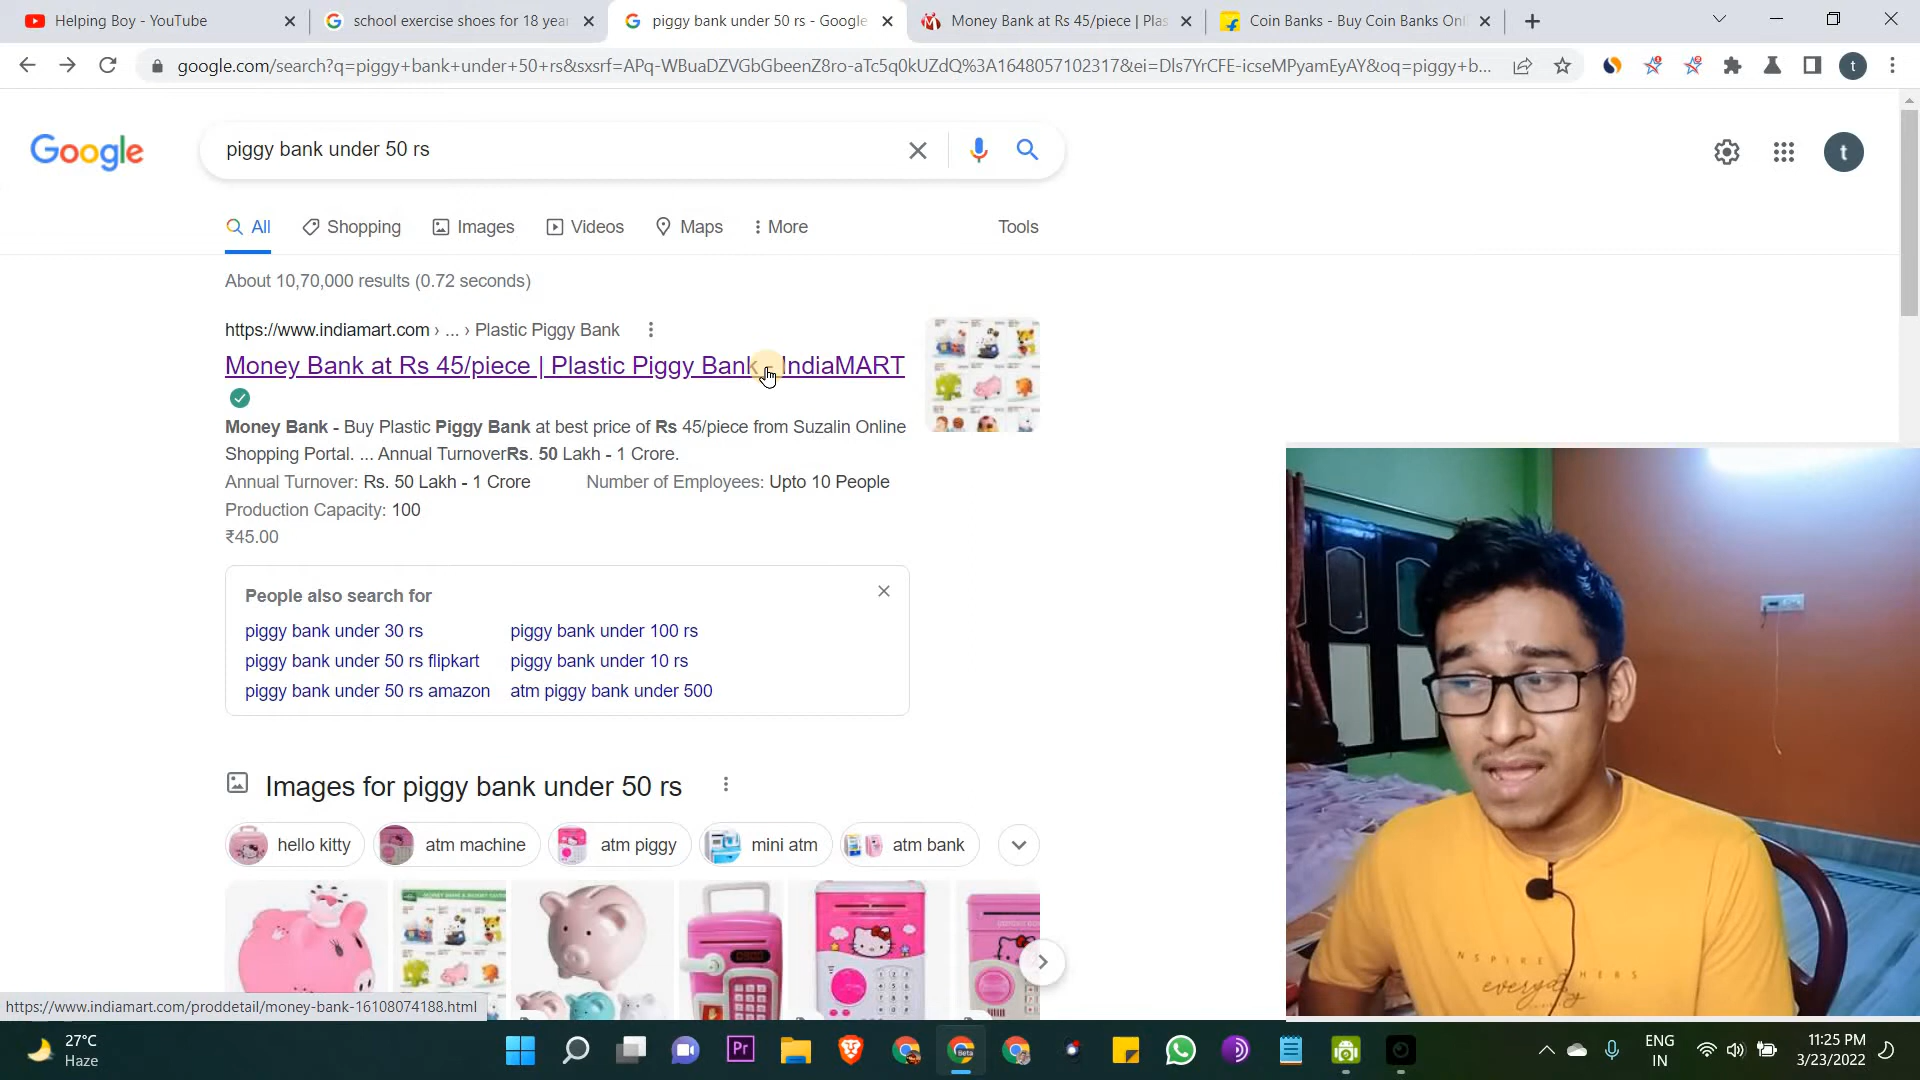 Helping Boy - YouTube
school exercise shoes for 18 year
piggy bank under 50 rs - Google
Money Bank at Rs 45/piece | Plas
Coin Banks - Buy Coin Banks Onl
google.com/search?q=piggy+bank+under+50+rs&sxsrf=APq-WBuaDZVGbGbeenZ8ro-aTc5q0kUZdQ%3A1648057102317&ei=Dls7YrCFE-icseMPyamEyAY&oq=piggy+b...
t
Google
piggy bank under 50 rs
t
All
Shopping
Images
Videos
Maps
More
Tools
About 10,70,000 results (0.72 seconds)
https://www.indiamart.com › ... › Plastic Piggy Bank
Money Bank at Rs 45/piece | Plastic Piggy Bank - IndiaMART
Money Bank - Buy Plastic Piggy Bank at best price of Rs 45/piece from Suzalin Online
Shopping Portal. ... Annual TurnoverRs. 50 Lakh - 1 Crore.
Annual Turnover: Rs. 50 Lakh - 1 Crore Number of Employees: Upto 10 People
Production Capacity: 100
₹45.00
People also search for
piggy bank under 30 rs
piggy bank under 100 rs
piggy bank under 50 rs flipkart
piggy bank under 10 rs
piggy bank under 50 rs amazon
atm piggy bank under 500
Images for piggy bank under 50 rs
hello kitty
atm machine
atm piggy
mini atm
atm bank
https://www.indiamart.com/proddetail/money-bank-16108074188.html
everyday
27°C
Haze
Pr
Beta
ENG
IN
11:25 PM
3/23/2022